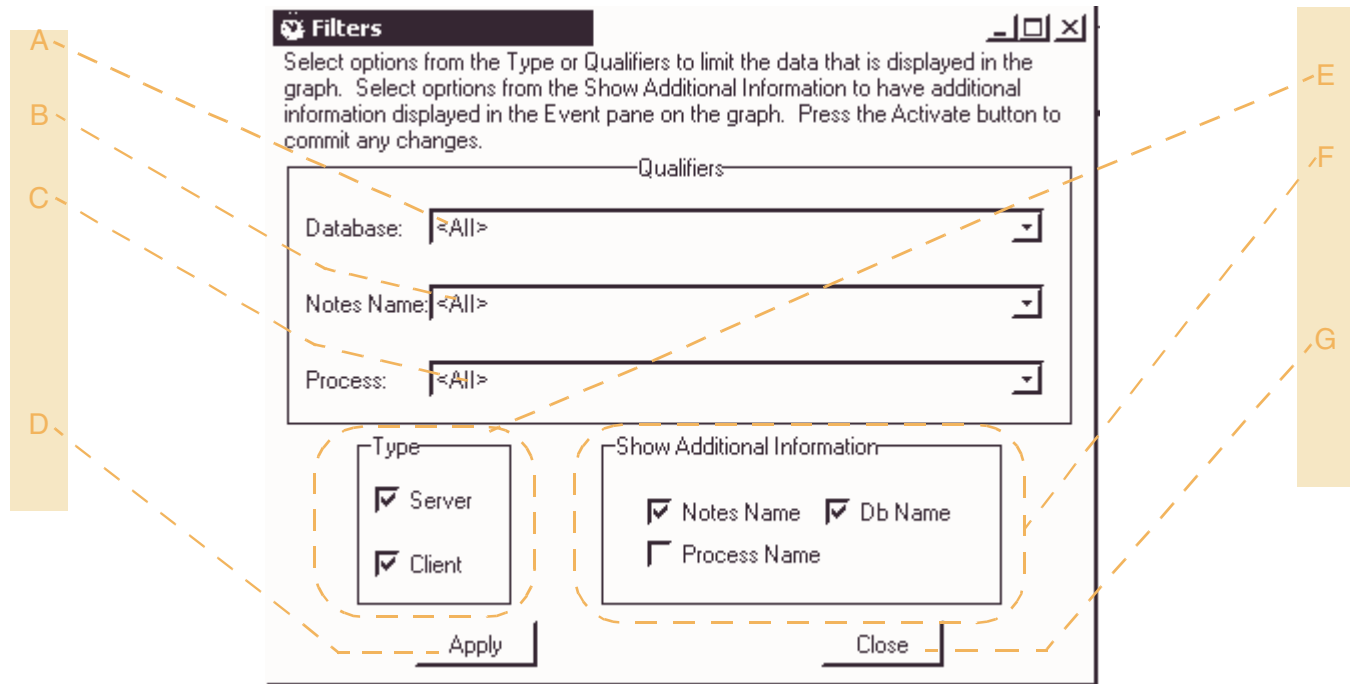 Filters
Select options from the Type or Qualifiers to limit the data that is displayed in the
graph. Select optrions from the Show Additional Information to have additional
information displayed in the Event pane on the graph. Press the Activate button to
commit any changes.
Qualifiers
Database: <All>
Notes Name: <All>
Process: <All>
Type
Server
Client
Show Additional Information
Notes Name Db Name
Process Name
Apply Close
A
B
C
D
E
F
G